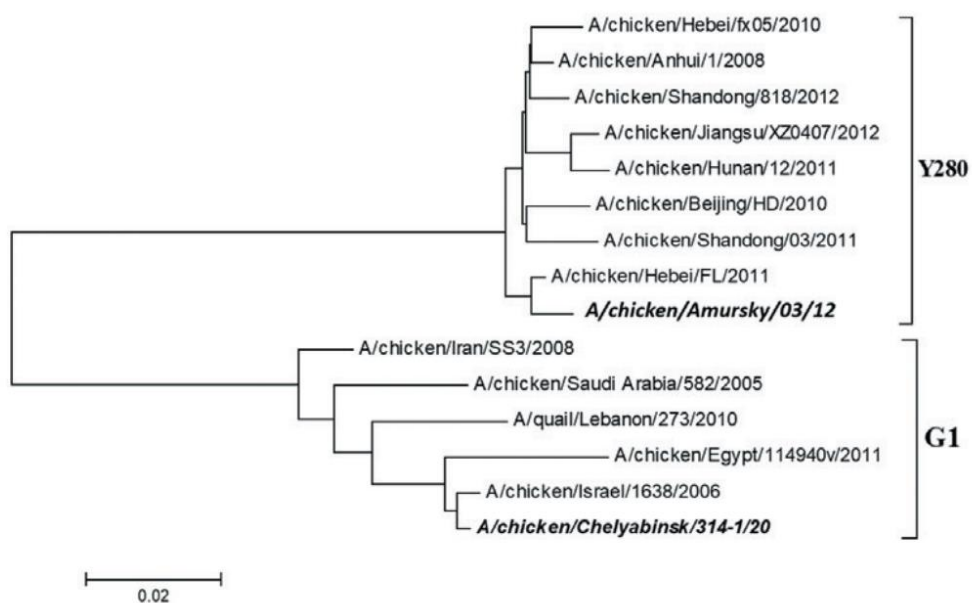 A/chicken/Hebei/fx05/2010
A/chicken/Anhui/1/2008
A/chicken/Shandong/818/2012
A/chicken/Jiangsu/XZ0407/2012
A/chicken/Hunan/12/2011
Y280
A/chicken/Beijing/HD/2010
A/chicken/Shandong/03/2011
A/chicken/Hebei/FL/2011
A/chicken/Amursky/03/12
A/chicken/Iran/SS3/2008
A/chicken/Saudi Arabia/582/2005
A/quail/Lebanon/273/2010
G1
A/chicken/Egypt/114940v/2011
A/chicken/Israel/1638/2006
A/chicken/Chelyabinsk/314-1/20
0.02